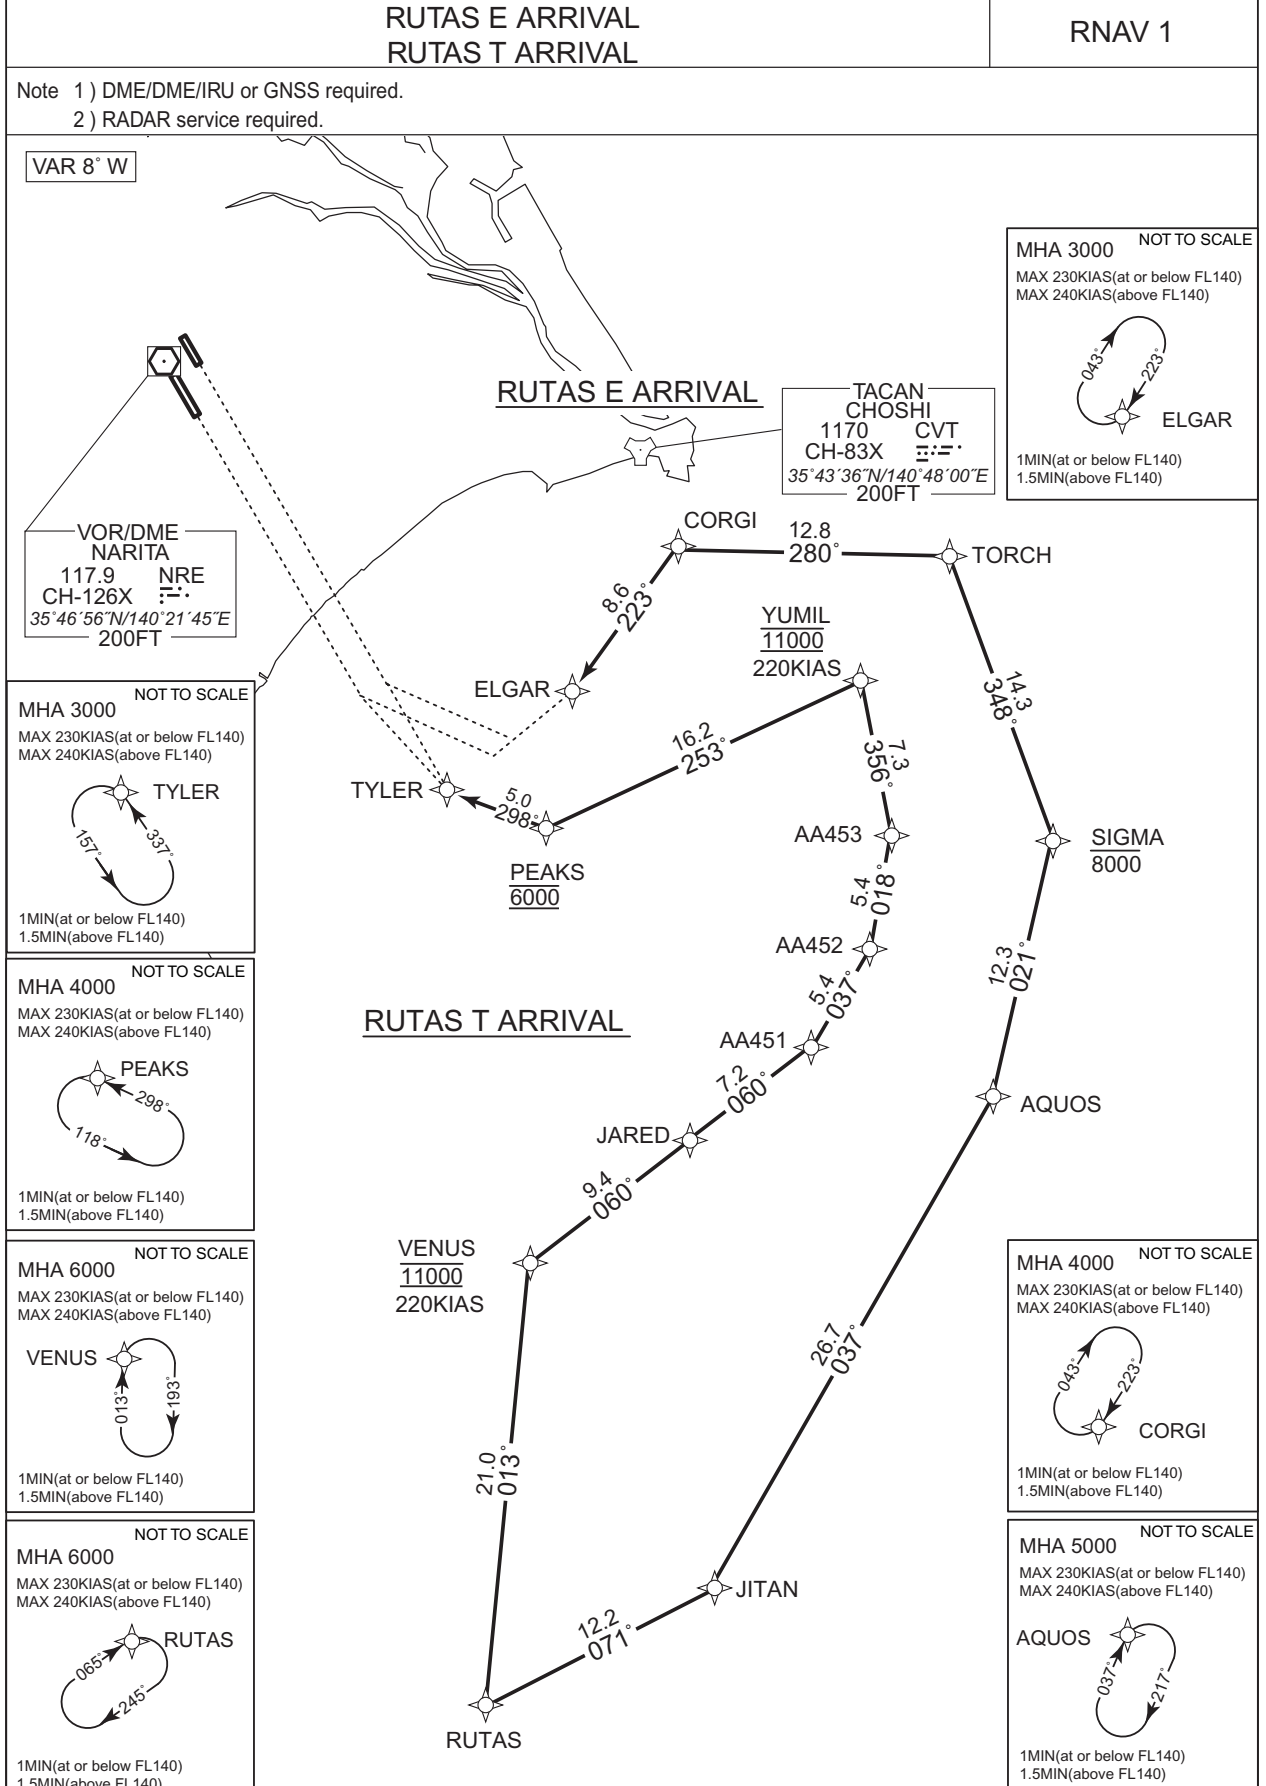 RUTAS E ARRIVAL
RUTAS T ARRIVAL
RNAV 1
Note 1 ) DME/DME/IRU or GNSS required.
2 ) RADAR service required.
VAR 8° W
NOT TO SCALE
MHA 3000
MAX 230KIAS(at or below FL140)
MAX 240KIAS(above FL140)
043°
223°
ELGAR
1MIN(at or below FL140)
1.5MIN(above FL140)
RUTAS E ARRIVAL
TACAN
CHOSHI
1170 CVT
CH-83X
35°43´36˝N/140°48´00˝E
200FT
VOR/DME
NARITA
117.9 NRE
CH-126X
35°46´56˝N/140°21´45˝E
200FT
CORGI
12.8
280°
TORCH
8.6
223°
YUMIL
11000
220KIAS
ELGAR
14.3
348°
16.2
253°
7.3
356°
TYLER
5.0
298°
AA453
SIGMA
8000
PEAKS
6000
5.4
018°
AA452
12.3
021°
5.4
037°
RUTAS T ARRIVAL
AA451
7.2
060°
AQUOS
JARED
9.4
060°
VENUS
11000
220KIAS
26.7
037°
21.0
013°
JITAN
12.2
071°
RUTAS
NOT TO SCALE
MHA 3000
MAX 230KIAS(at or below FL140)
MAX 240KIAS(above FL140)
TYLER
157°
337°
1MIN(at or below FL140)
1.5MIN(above FL140)
NOT TO SCALE
MHA 4000
MAX 230KIAS(at or below FL140)
MAX 240KIAS(above FL140)
PEAKS
298°
118°
1MIN(at or below FL140)
1.5MIN(above FL140)
NOT TO SCALE
MHA 6000
MAX 230KIAS(at or below FL140)
MAX 240KIAS(above FL140)
VENUS
013°
193°
1MIN(at or below FL140)
1.5MIN(above FL140)
NOT TO SCALE
MHA 6000
MAX 230KIAS(at or below FL140)
MAX 240KIAS(above FL140)
RUTAS
065°
245°
1MIN(at or below FL140)
1.5MIN(above FL140)
NOT TO SCALE
MHA 4000
MAX 230KIAS(at or below FL140)
MAX 240KIAS(above FL140)
043°
223°
CORGI
1MIN(at or below FL140)
1.5MIN(above FL140)
NOT TO SCALE
MHA 5000
MAX 230KIAS(at or below FL140)
MAX 240KIAS(above FL140)
AQUOS
037°
217°
1MIN(at or below FL140)
1.5MIN(above FL140)